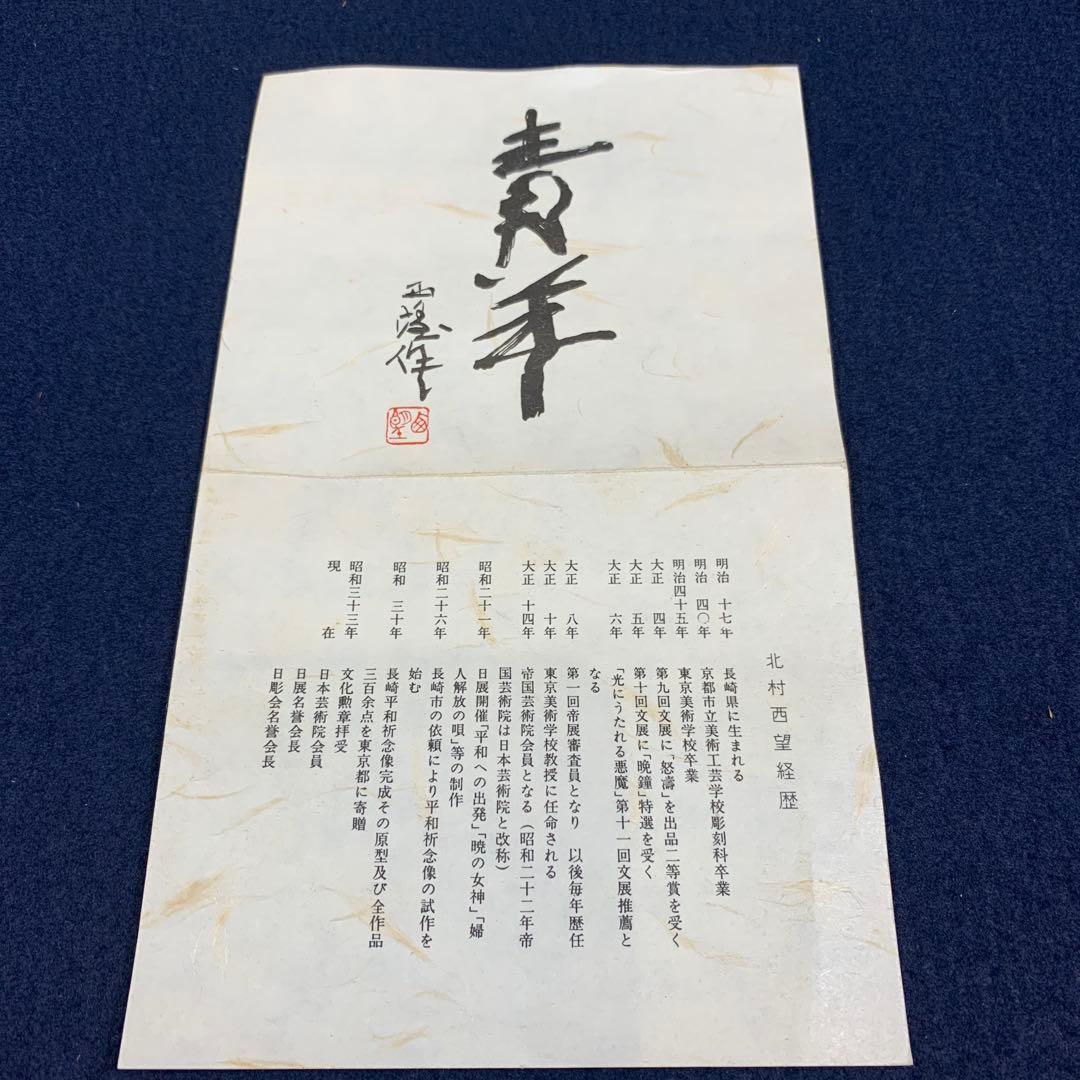 青羊
西望作
西望
北村西望経歴
明治 十七年 長崎県に生まれる
明治 四〇年 京都市立美術工芸学校彫刻科卒業
明治四十五年 東京美術学校卒業
大正 四年 第九回文展に「怒濤」を出品二等賞を受く
大正 五年 第十回文展に「晩鐘」特選を受く
大正 六年 「光にうたれる悪魔」第十一回文展推薦と
なる
大正 八年 第一回帝展審査員となり 以後毎年歴任
大正 十年 東京美術学校教授に任命される
大正 十四年 帝国芸術院会員となる(昭和二十二年帝
国芸術院は日本芸術院と改称)
昭和二十一年 日展開催「平和への出発」「暁の女神」「婦
人解放の唄」等の制作
昭和二十六年 長崎市の依頼により平和祈念像の試作を
始む
昭和 三十年 長崎平和祈念像完成その原型及び全作品
三百余点を東京都に寄贈
昭和三十三年 文化勲章拝受
現在 日本芸術院会員
日展名誉会長
日彫会名誉会長